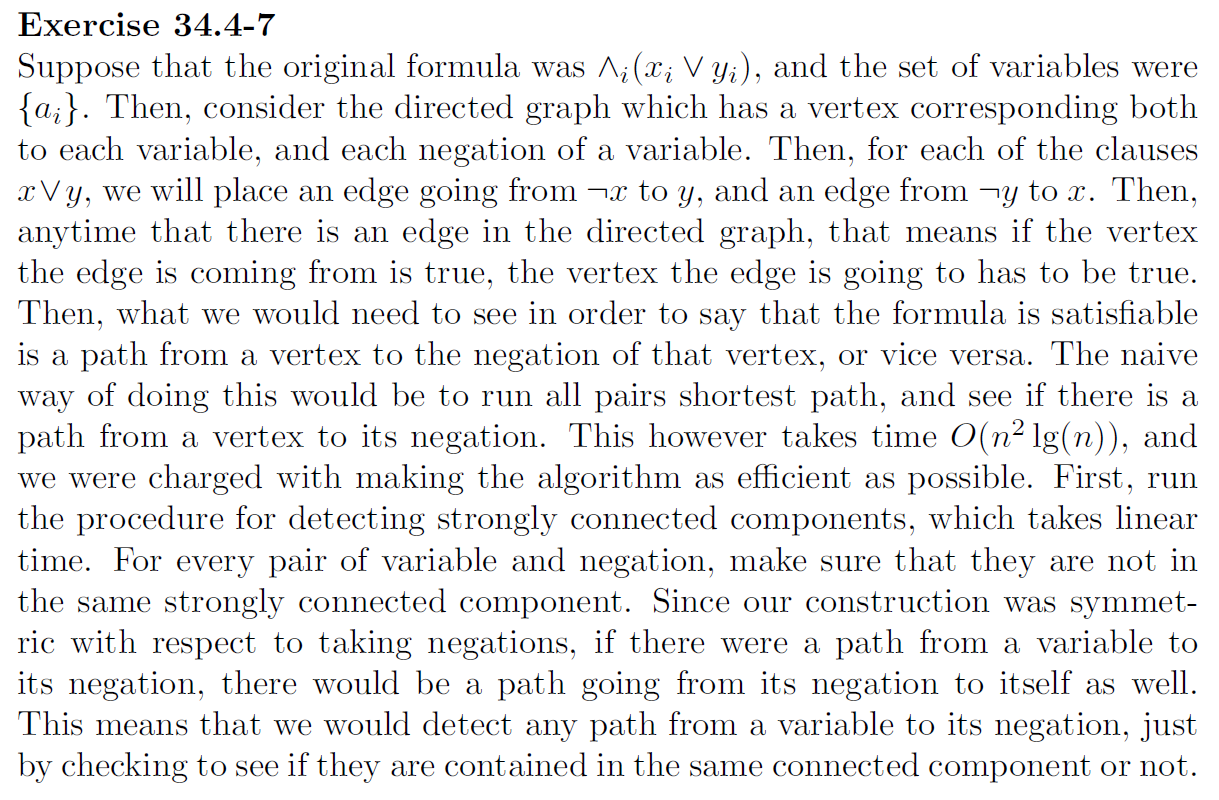 Exercise 34.4-7
Suppose that the original formula was ∧ᵢ(xᵢ ∨ yᵢ), and the set of variables were
{aᵢ}. Then, consider the directed graph which has a vertex corresponding both
to each variable, and each negation of a variable. Then, for each of the clauses
x∨y, we will place an edge going from ¬x to y, and an edge from ¬y to x. Then,
anytime that there is an edge in the directed graph, that means if the vertex
the edge is coming from is true, the vertex the edge is going to has to be true.
Then, what we would need to see in order to say that the formula is satisfiable
is a path from a vertex to the negation of that vertex, or vice versa. The naive
way of doing this would be to run all pairs shortest path, and see if there is a
path from a vertex to its negation. This however takes time O(n² lg(n)), and
we were charged with making the algorithm as efficient as possible. First, run
the procedure for detecting strongly connected components, which takes linear
time. For every pair of variable and negation, make sure that they are not in
the same strongly connected component. Since our construction was symmet-
ric with respect to taking negations, if there were a path from a variable to
its negation, there would be a path going from its negation to itself as well.
This means that we would detect any path from a variable to its negation, just
by checking to see if they are contained in the same connected component or not.